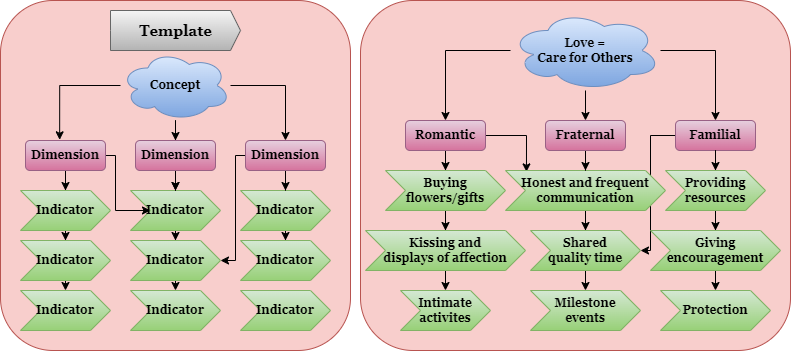 Template
Concept
Dimension
Dimension
Dimension
Indicator
Indicator
Indicator
Indicator
Indicator
Indicator
Indicator
Indicator
Indicator
Love =
Care for Others
Romantic
Fraternal
Familial
Buying
flowers/gifts
Honest and frequent
communication
Providing
resources
Kissing and
displays of affection
Shared
quality time
Giving
encouragement
Intimate
activites
Milestone
events
Protection